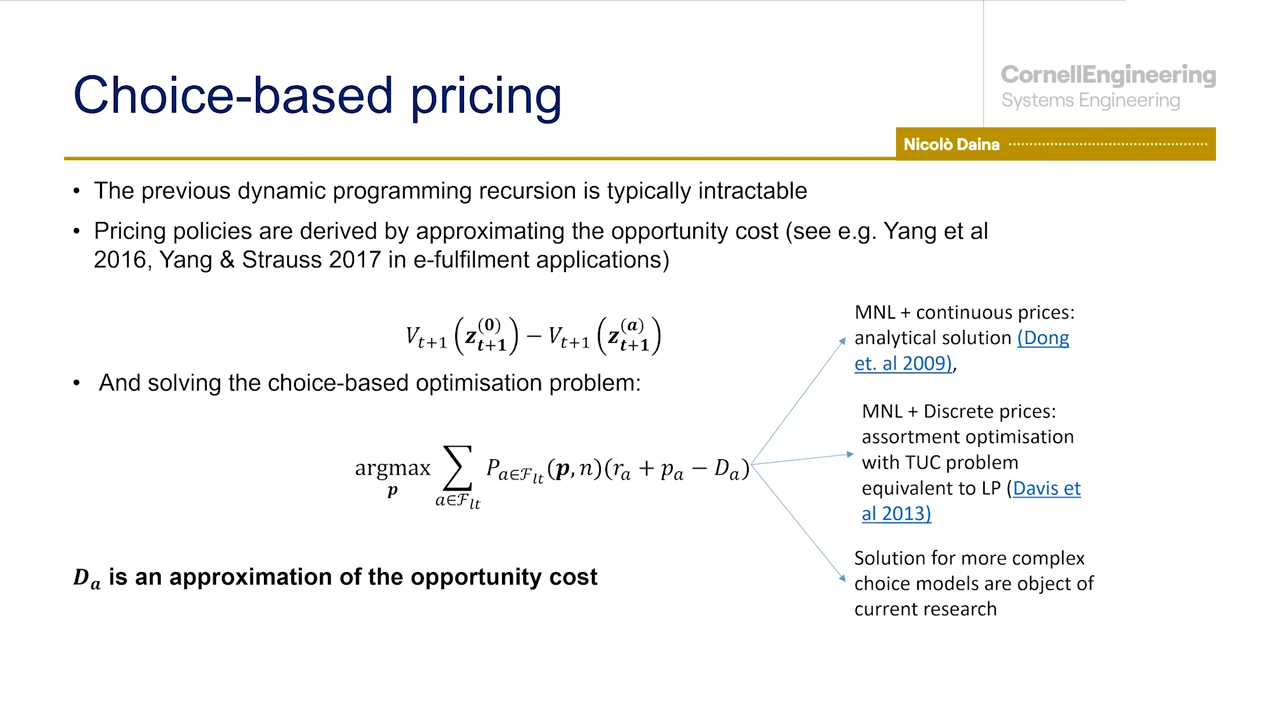 Choice-based pricing
CornellEngineering
Systems Engineering
Nicolò Daina
• The previous dynamic programming recursion is typically intractable
• Pricing policies are derived by approximating the opportunity cost (see e.g. Yang et al
2016, Yang & Strauss 2017 in e-fulfilment applications)
V_{t+1} (z_{t+1}^{(0)}) − V_{t+1} (z_{t+1}^{(a)})
• And solving the choice-based optimisation problem:
argmax_p ∑_{a∈ℱ_{lt}} P_{a∈ℱ_{lt}}(p, n)(r_a + p_a − D_a)
D_a is an approximation of the opportunity cost
MNL + continuous prices:
analytical solution (Dong
et. al 2009),
MNL + Discrete prices:
assortment optimisation
with TUC problem
equivalent to LP (Davis et
al 2013)
Solution for more complex
choice models are object of
current research